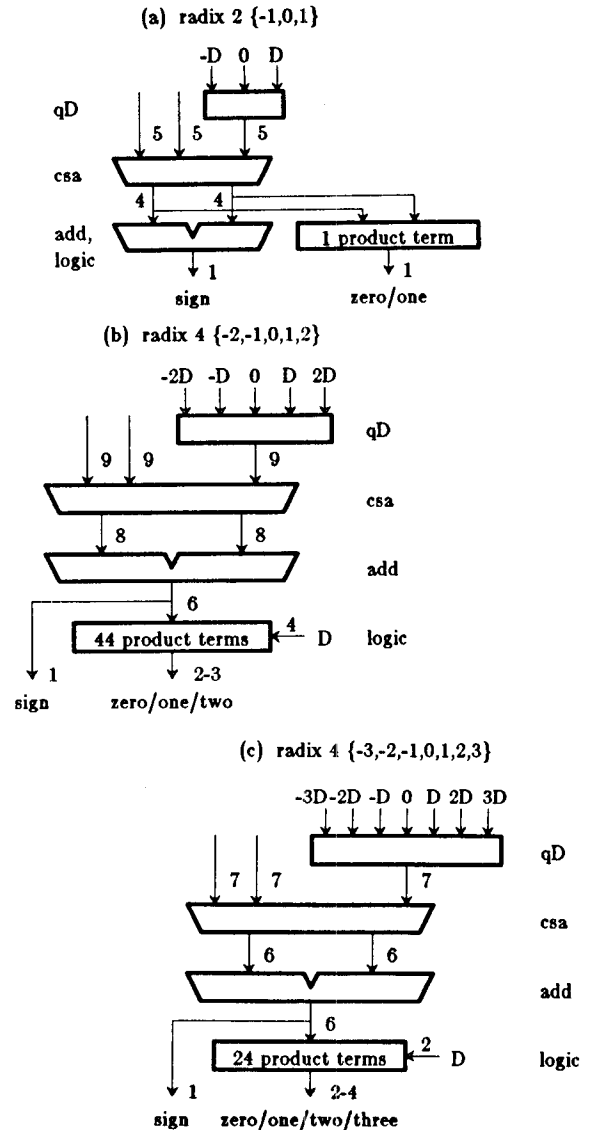 (a) radix 2 {-1,0,1}
-D 0 D
qD
5 5 5
csa
4 4
add,
logic
1 product term
1 1
sign zero/one
(b) radix 4 {-2,-1,0,1,2}
-2D -D 0 D 2D
qD
9 9 9
csa
8 8
add
6
44 product terms 4 D logic
1 2-3
sign zero/one/two
(c) radix 4 {-3,-2,-1,0,1,2,3}
-3D -2D -D 0 D 2D 3D
qD
7 7 7
csa
6 6
add
6
24 product terms 2 D logic
1 2-4
sign zero/one/two/three